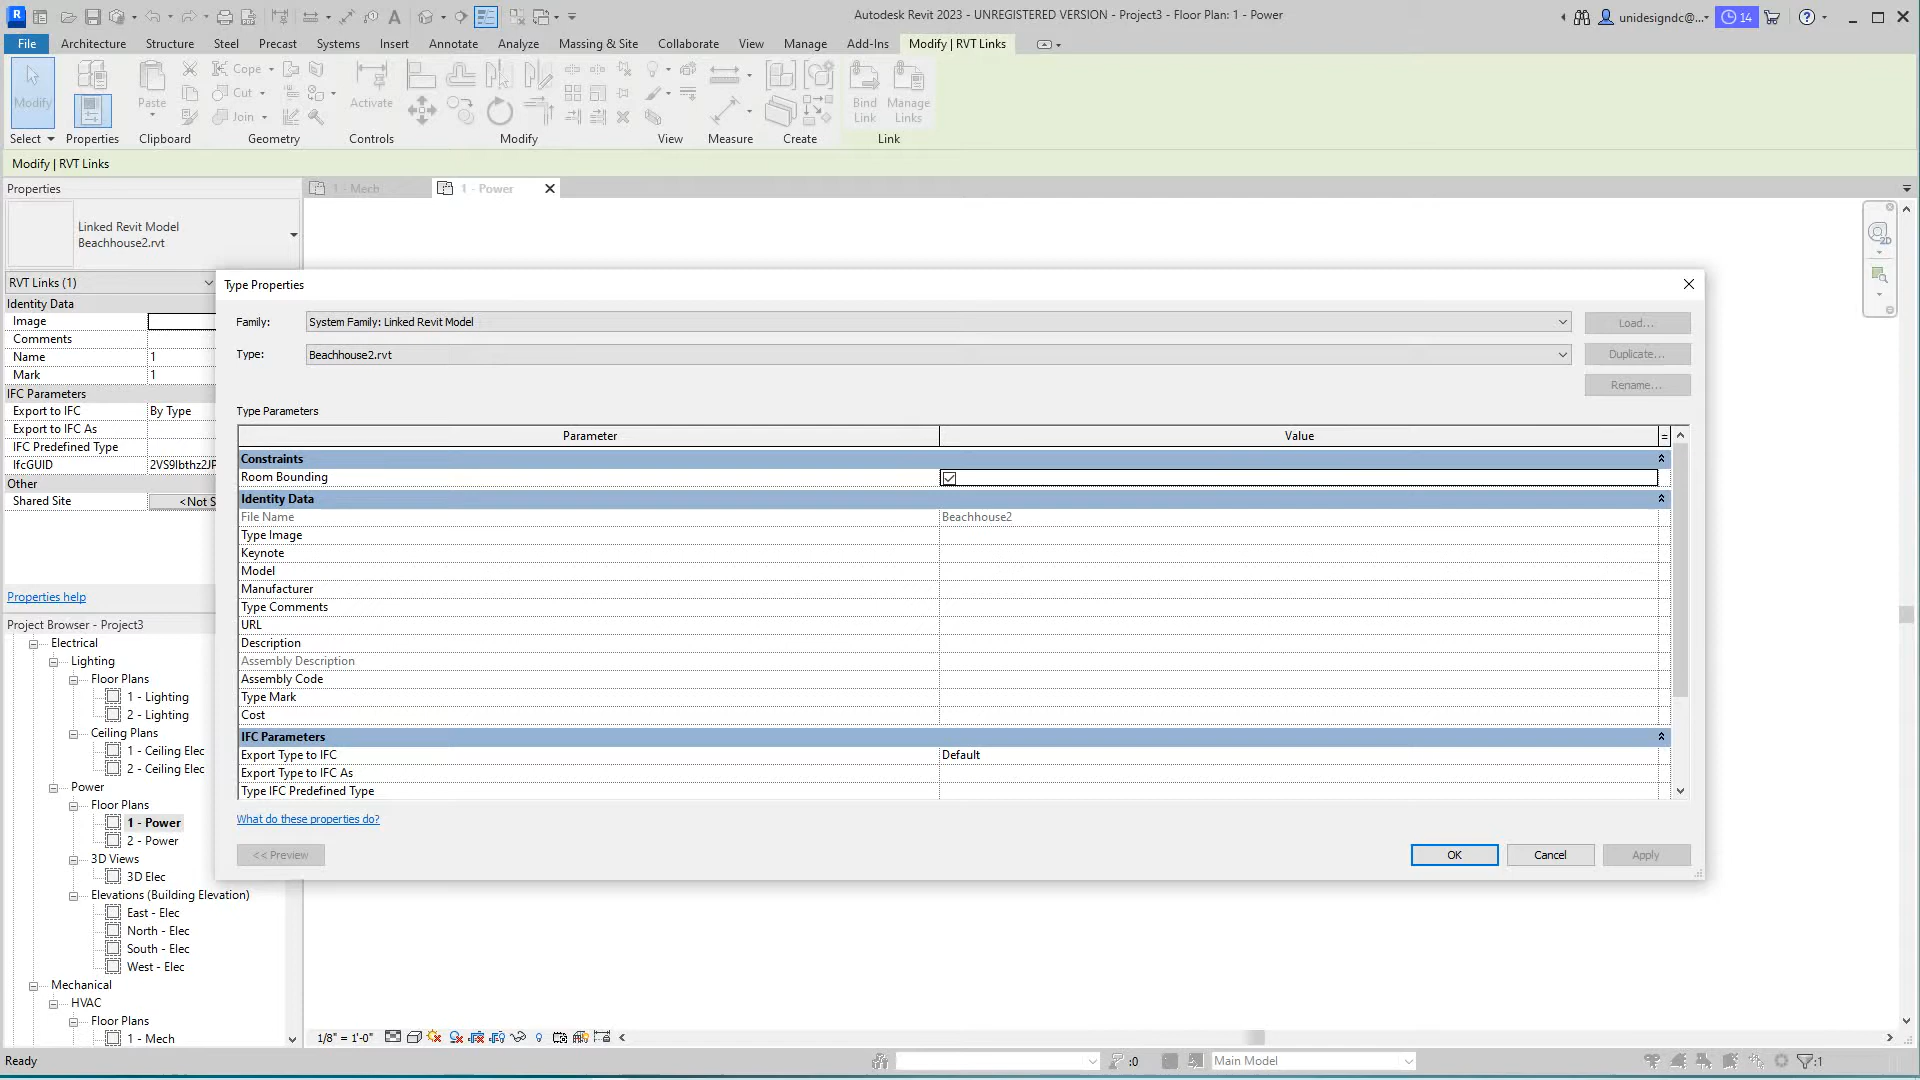 Autodesk Revit 2023 - UNREGISTERED VERSION - Project3 - Floor Plan: 1 - Power
unidesigndc@...
14
File Architecture Structure Steel Precast Systems Insert Annotate Analyze Massing & Site Collaborate View Manage Add-Ins Modify | RVT Links
Modify Paste Cope Cut Join Activate Bind Link Manage Links
Select Properties Clipboard Geometry Controls Modify View Measure Create Link
Modify | RVT Links
Properties
1 - Mech
1 - Power
Linked Revit Model
Beachhouse2.rvt
RVT Links (1)
Identity Data
Image
Comments
Name 1
Mark 1
IFC Parameters
Export to IFC By Type
Export to IFC As
IFC Predefined Type
IfcGUID 2VS9Ibthz2JP
Other
Shared Site <Not S
Properties help
Project Browser - Project3
Electrical
Lighting
Floor Plans
1 - Lighting
2 - Lighting
Ceiling Plans
1 - Ceiling Elec
2 - Ceiling Elec
Power
Floor Plans
1 - Power
2 - Power
3D Views
3D Elec
Elevations (Building Elevation)
East - Elec
North - Elec
South - Elec
West - Elec
Mechanical
HVAC
Floor Plans
1 - Mech
Type Properties
Family: System Family: Linked Revit Model Load...
Type: Beachhouse2.rvt Duplicate...
Rename...
Type Parameters
Parameter Value =
Constraints
Room Bounding
Identity Data
File Name Beachhouse2
Type Image
Keynote
Model
Manufacturer
Type Comments
URL
Description
Assembly Description
Assembly Code
Type Mark
Cost
IFC Parameters
Export Type to IFC Default
Export Type to IFC As
Type IFC Predefined Type
What do these properties do?
<< Preview OK Cancel Apply
1/8" = 1'-0"
Ready
:0
Main Model
:1